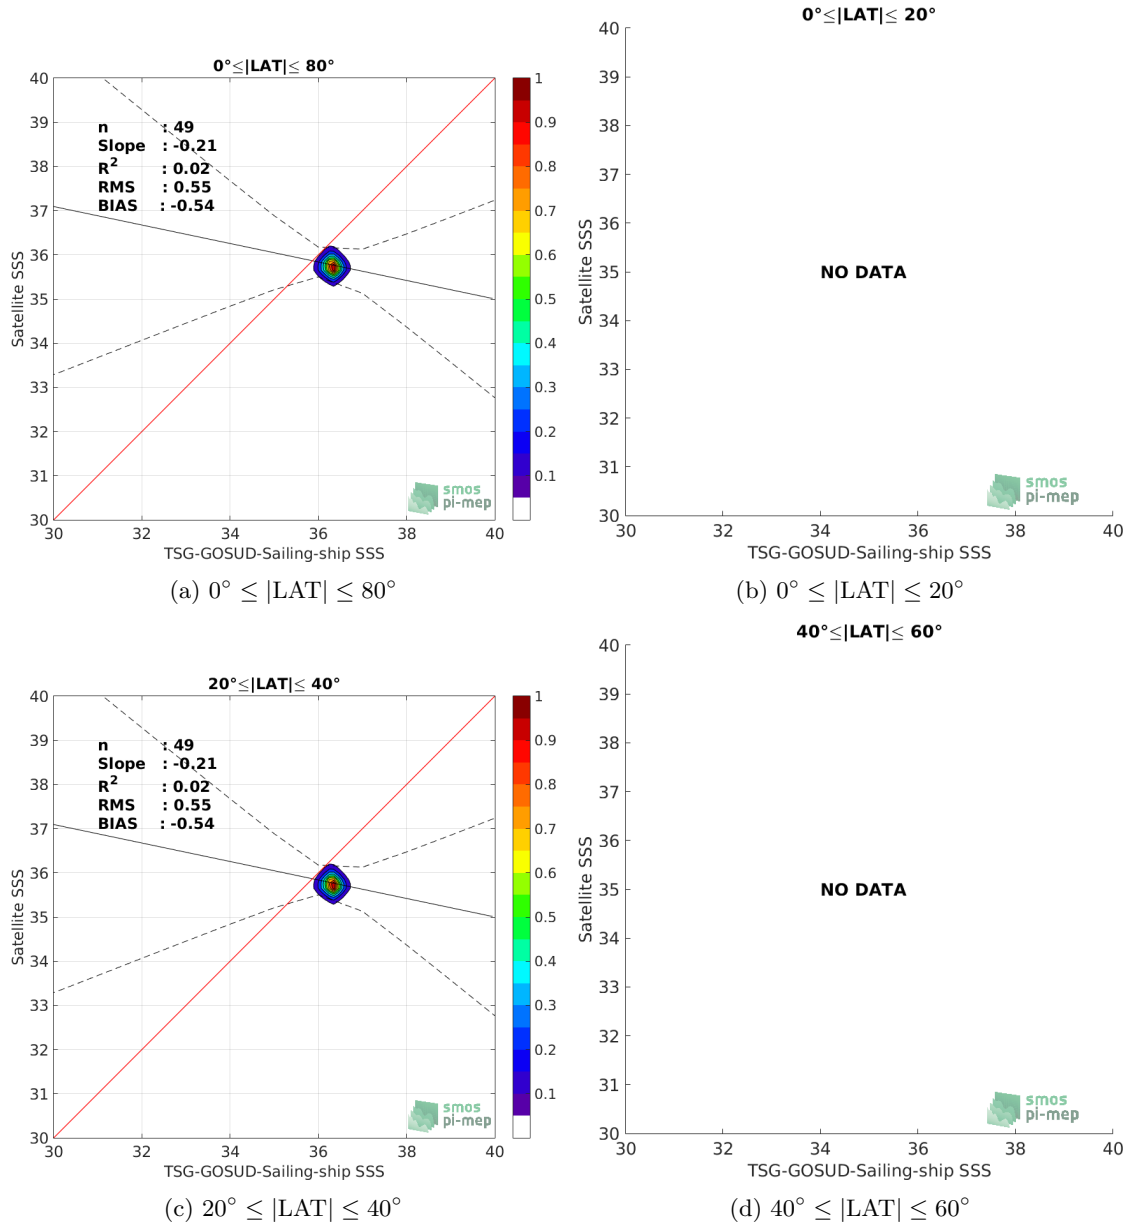 0°≤|LAT|≤ 80°
40
39
38
37
36
35
34
33
32
31
30
Satellite SSS
n : 49
Slope : -0.21
R² : 0.02
RMS : 0.55
BIAS : -0.54
1
0.9
0.8
0.7
0.6
0.5
0.4
0.3
0.2
0.1
smos
pi-mep
30 32 34 36 38 40
TSG-GOSUD-Sailing-ship SSS
(a) 0° ≤ |LAT| ≤ 80°
0°≤|LAT|≤ 20°
40
39
38
37
36
35
34
33
32
31
30
Satellite SSS
NO DATA
smos
pi-mep
30 32 34 36 38 40
TSG-GOSUD-Sailing-ship SSS
(b) 0° ≤ |LAT| ≤ 20°
20°≤|LAT|≤ 40°
40
39
38
37
36
35
34
33
32
31
30
Satellite SSS
n : 49
Slope : -0.21
R² : 0.02
RMS : 0.55
BIAS : -0.54
1
0.9
0.8
0.7
0.6
0.5
0.4
0.3
0.2
0.1
smos
pi-mep
30 32 34 36 38 40
TSG-GOSUD-Sailing-ship SSS
(c) 20° ≤ |LAT| ≤ 40°
40°≤|LAT|≤ 60°
40
39
38
37
36
35
34
33
32
31
30
Satellite SSS
NO DATA
smos
pi-mep
30 32 34 36 38 40
TSG-GOSUD-Sailing-ship SSS
(d) 40° ≤ |LAT| ≤ 60°